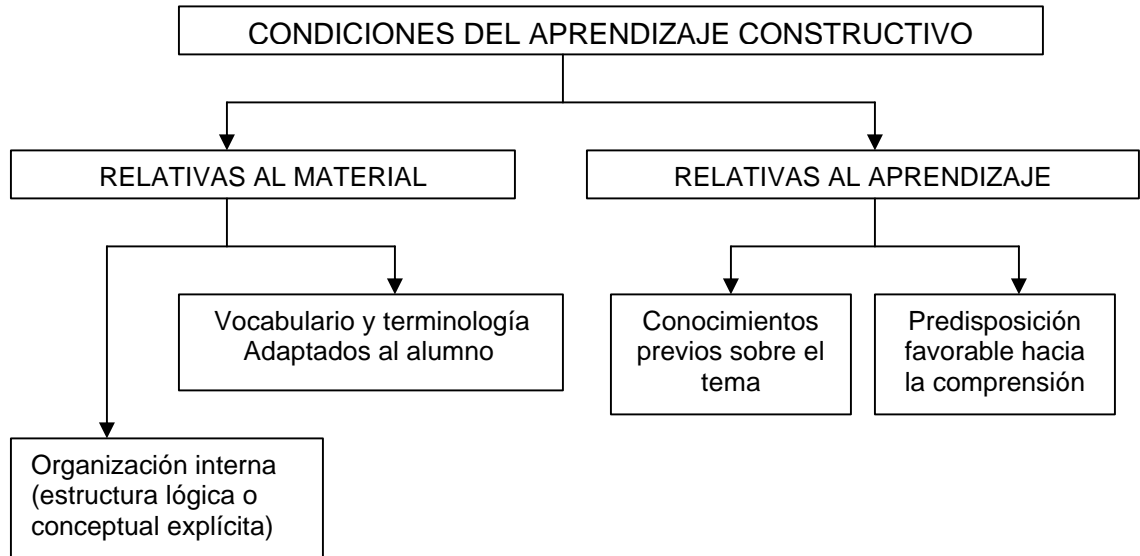 CONDICIONES DEL APRENDIZAJE CONSTRUCTIVO
RELATIVAS AL MATERIAL
RELATIVAS AL APRENDIZAJE
Vocabulario y terminología
Adaptados al alumno
Conocimientos
previos sobre el
tema
Predisposición
favorable hacia
la comprensión
Organización interna
(estructura lógica o
conceptual explícita)